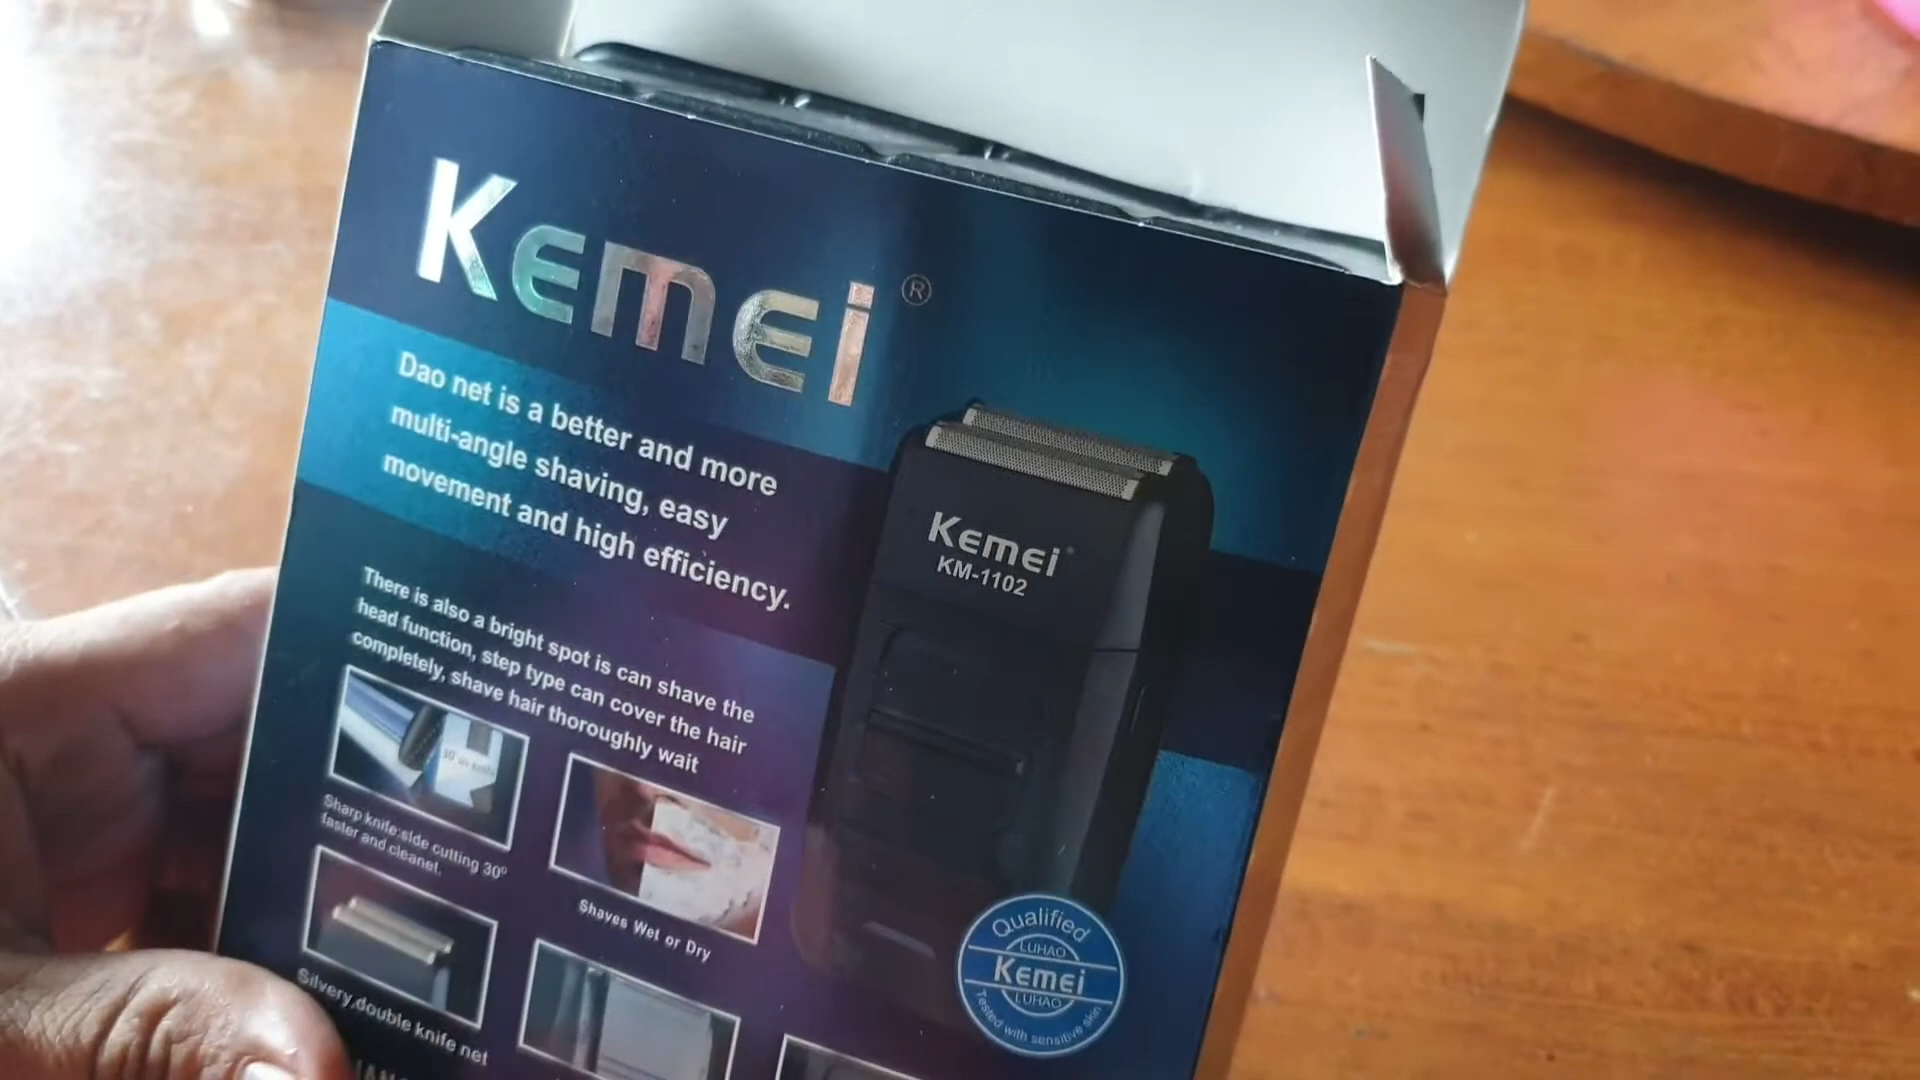 Kemei®
Dao net is a better and more
multi-angle shaving, easy
movement and high efficiency.
There is also a bright spot is can shave the
head function, step type can cover the hair
completely, shave hair thoroughly wait
Kemei
KM-1102
Sharp knife:side cutting 30º
faster and cleanet.
Shaves Wet or Dry
Silvery,double knife net
Qualified
LUHAO
Kemei
LUHAO
Tested with sensitive skin